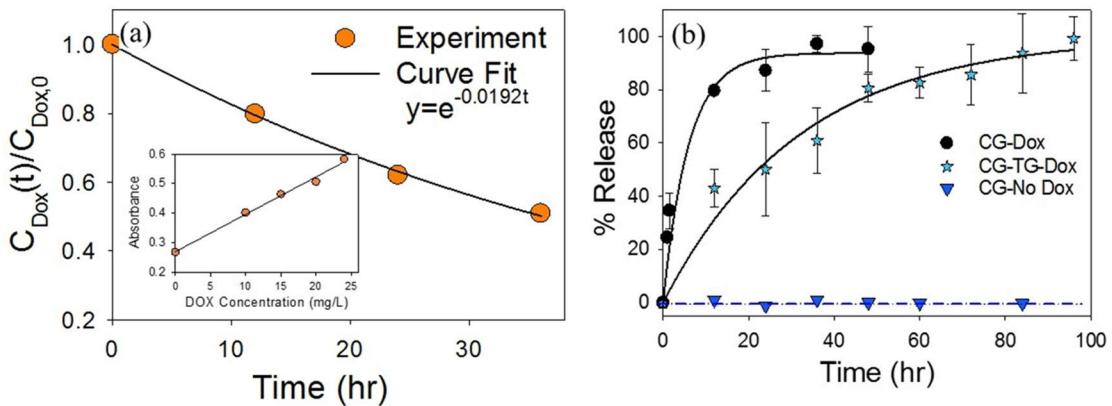 (a)
Experiment
Curve Fit
y=e^-0.0192t
C_Dox(t)/C_Dox,0
1.0
0.8
0.6
0.4
0.2
0
10
20
30
Time (hr)
Absorbance
0.6
0.5
0.4
0.3
0.2
0
5
10
15
20
25
DOX Concentration (mg/L)
(b)
% Release
100
80
60
40
20
0
CG-Dox
CG-TG-Dox
CG-No Dox
0
20
40
60
80
100
Time (hr)